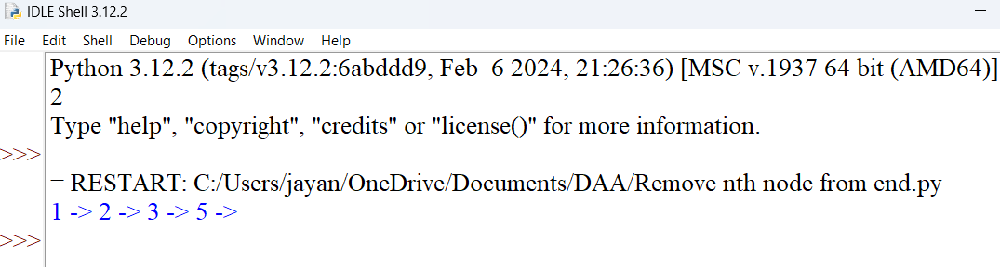 IDLE Shell 3.12.2
File Edit Shell Debug Options Window Help
Python 3.12.2 (tags/v3.12.2:6abddd9, Feb  6 2024, 21:26:36) [MSC v.1937 64 bit (AMD64)]
2
Type "help", "copyright", "credits" or "license()" for more information.
>>>
= RESTART: C:/Users/jayan/OneDrive/Documents/DAA/Remove nth node from end.py
1 -> 2 -> 3 -> 5 ->
>>>